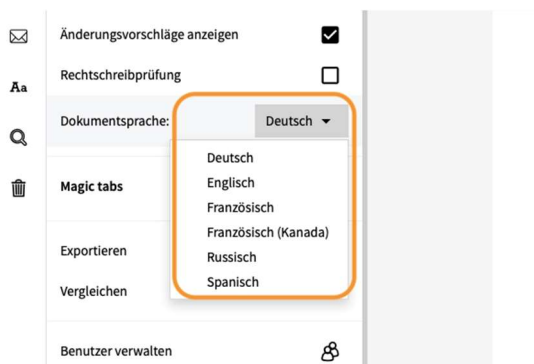 Änderungsvorschläge anzeigen
Aa
Rechtschreibprüfung
Dokumentsprache: Deutsch
Deutsch
Englisch
Magic tabs
Französisch
Französisch (Kanada)
Exportieren
Russisch
Spanisch
Vergleichen
Benutzer verwalten